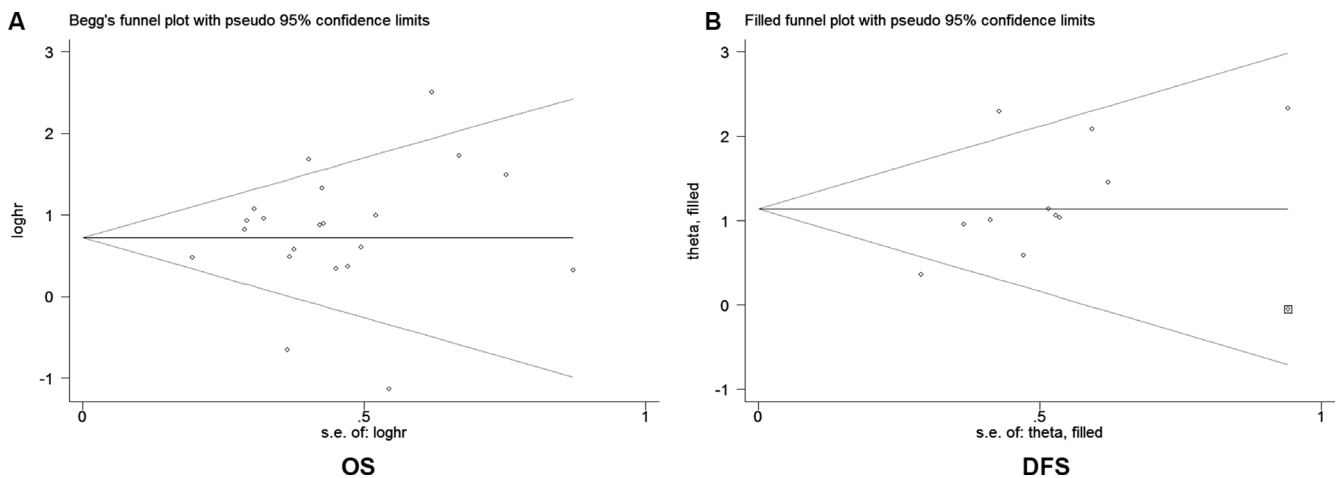 A
Begg's funnel plot with pseudo 95% confidence limits
3
2
1
0
-1
loghr
0
.5
1
s.e. of: loghr
OS
B
Filled funnel plot with pseudo 95% confidence limits
3
2
1
0
-1
theta, filled
0
.5
1
s.e. of: theta, filled
DFS